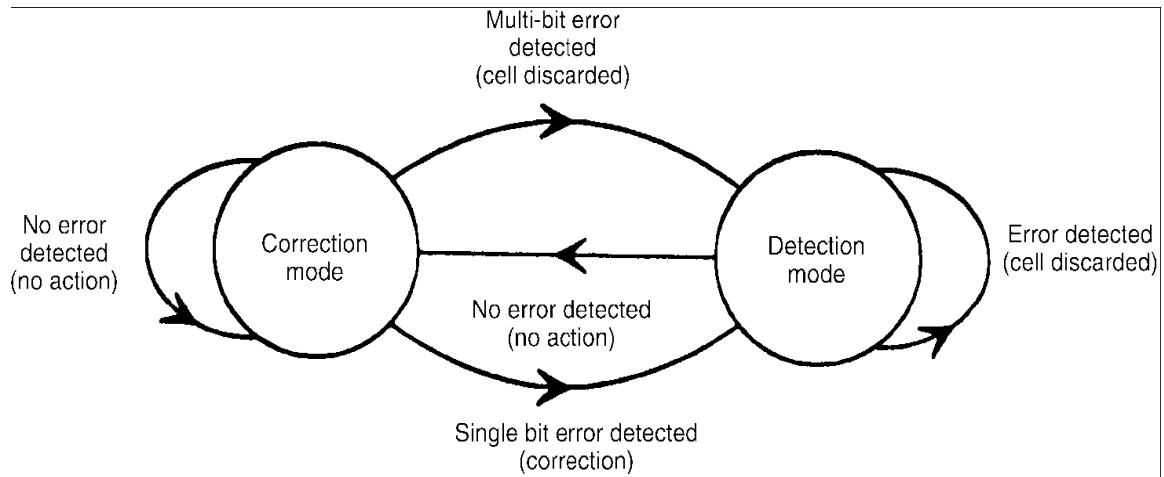 Multi-bit error
detected
(cell discarded)
No error
detected
(no action)
Correction
mode
Detection
mode
Error detected
(cell discarded)
No error detected
(no action)
Single bit error detected
(correction)